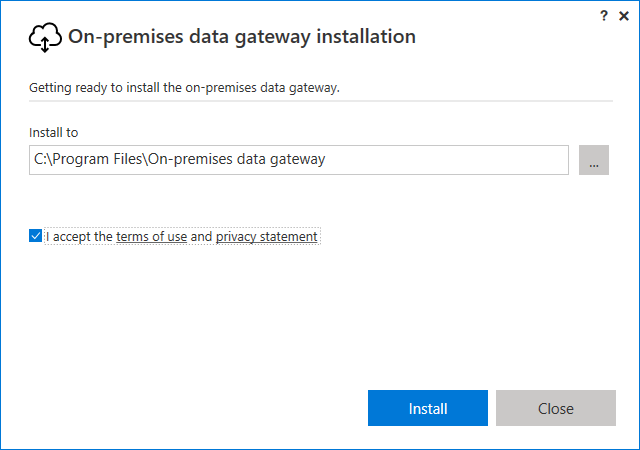 ? ×
On-premises data gateway installation
Getting ready to install the on-premises data gateway.
Install to
C:\Program Files\On-premises data gateway
...
I accept the terms of use and privacy statement
Install Close